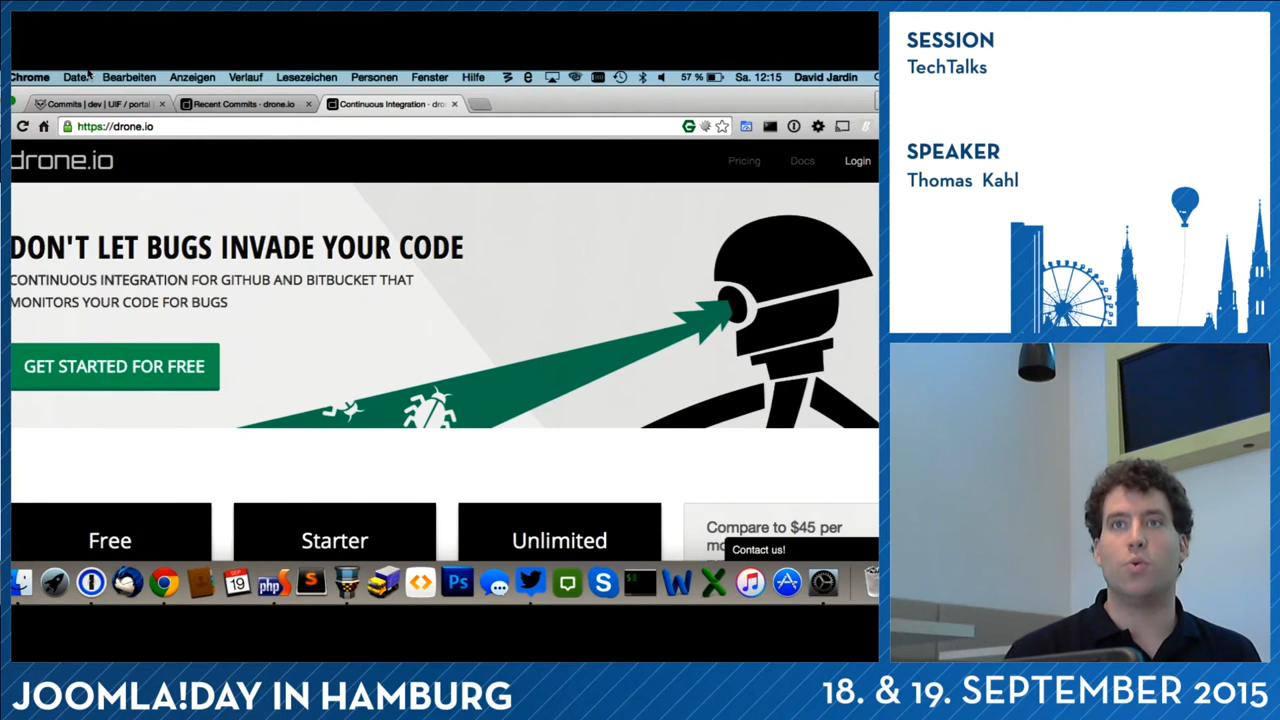 Chrome Datei Bearbeiten Anzeigen Verlauf Lesezeichen Personen Fenster Hilfe 57 % Sa. 12:15 David Jardin
Commits | dev | UIF / portal
Recent Commits · drone.io
Continuous Integration · dro
https://drone.io
drone.io
Pricing Docs Login
DON'T LET BUGS INVADE YOUR CODE
CONTINUOUS INTEGRATION FOR GITHUB AND BITBUCKET THAT
MONITORS YOUR CODE FOR BUGS
GET STARTED FOR FREE
Free
Starter
Unlimited
Compare to $45 per
Contact us!
SEP
19
php
S
Ps
S
W
X
SESSION
TechTalks
SPEAKER
Thomas Kahl
JOOMLA!DAY IN HAMBURG
18. & 19. SEPTEMBER 2015